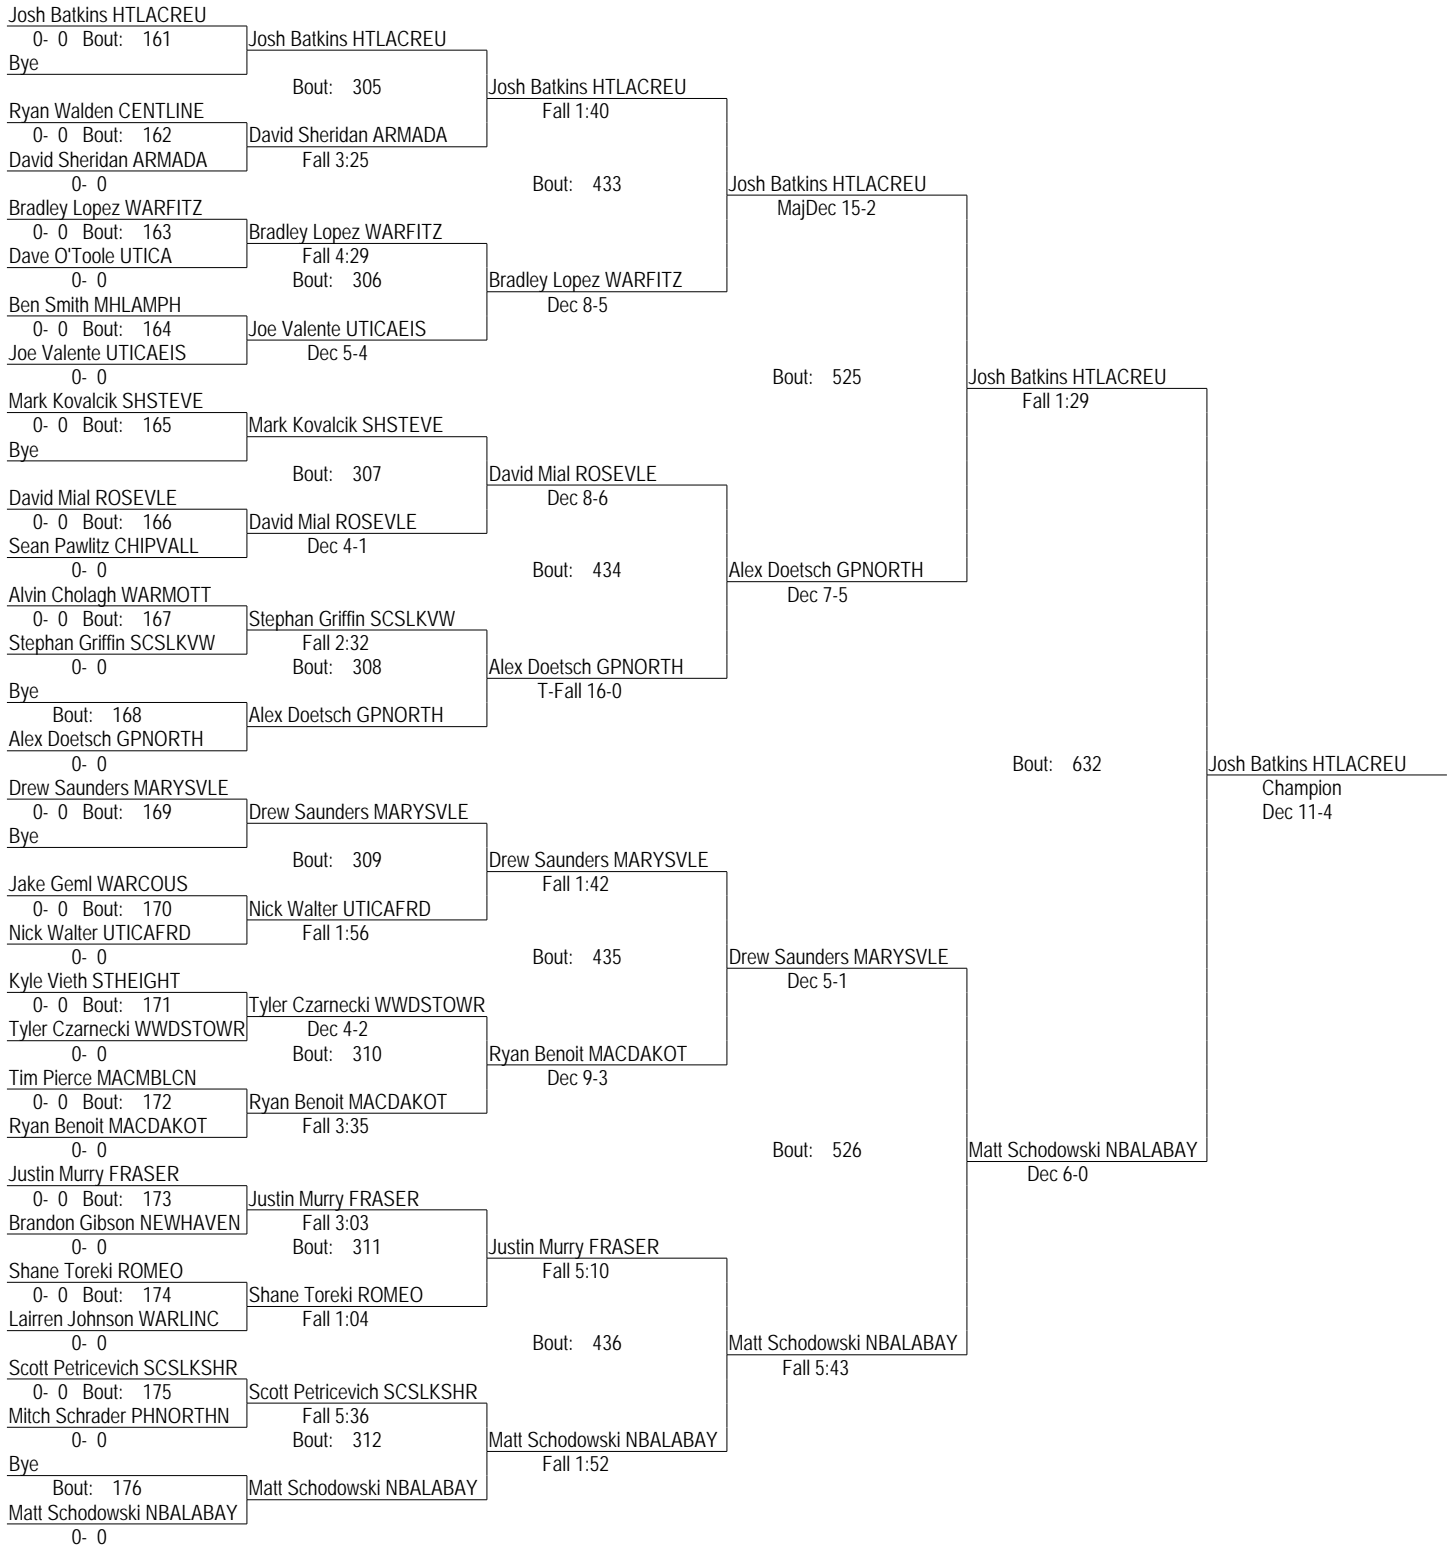 Josh Batkins HTLACREU
0- 0 Bout: 161 Josh Batkins HTLACREU
Bye
Bout: 305 Josh Batkins HTLACREU
Ryan Walden CENTLINE Fall 1:40
0- 0 Bout: 162 David Sheridan ARMADA
David Sheridan ARMADA Fall 3:25
0- 0 Bout: 433 Josh Batkins HTLACREU
Bradley Lopez WARFITZ MajDec 15-2
0- 0 Bout: 163 Bradley Lopez WARFITZ
Dave O'Toole UTICA Fall 4:29
0- 0 Bout: 306 Bradley Lopez WARFITZ
Ben Smith MHLAMPH Dec 8-5
0- 0 Bout: 164 Joe Valente UTICAEIS
Joe Valente UTICAEIS Dec 5-4
0- 0 Bout: 525 Josh Batkins HTLACREU
Mark Kovalcik SHSTEVE Fall 1:29
0- 0 Bout: 165 Mark Kovalcik SHSTEVE
Bye
Bout: 307 David Mial ROSEVLE
David Mial ROSEVLE Dec 8-6
0- 0 Bout: 166 David Mial ROSEVLE
Sean Pawlitz CHIPVALL Dec 4-1
0- 0 Bout: 434 Alex Doetsch GPNORTH
Alvin Cholagh WARMOTT Dec 7-5
0- 0 Bout: 167 Stephan Griffin SCSLKVW
Stephan Griffin SCSLKVW Fall 2:32
0- 0 Bout: 308 Alex Doetsch GPNORTH
Bye T-Fall 16-0
Bout: 168 Alex Doetsch GPNORTH
Alex Doetsch GPNORTH
0- 0 Bout: 632 Josh Batkins HTLACREU
Drew Saunders MARYSVLE Champion
0- 0 Bout: 169 Drew Saunders MARYSVLE Dec 11-4
Bye
Bout: 309 Drew Saunders MARYSVLE
Jake Geml WARCOUS Fall 1:42
0- 0 Bout: 170 Nick Walter UTICAFRD
Nick Walter UTICAFRD Fall 1:56
0- 0 Bout: 435 Drew Saunders MARYSVLE
Kyle Vieth STHEIGHT Dec 5-1
0- 0 Bout: 171 Tyler Czarnecki WWDSTOWR
Tyler Czarnecki WWDSTOWR Dec 4-2
0- 0 Bout: 310 Ryan Benoit MACDAKOT
Tim Pierce MACMBLCN Dec 9-3
0- 0 Bout: 172 Ryan Benoit MACDAKOT
Ryan Benoit MACDAKOT Fall 3:35
0- 0 Bout: 526 Matt Schodowski NBALABAY
Justin Murry FRASER Dec 6-0
0- 0 Bout: 173 Justin Murry FRASER
Brandon Gibson NEWHAVEN Fall 3:03
0- 0 Bout: 311 Justin Murry FRASER
Shane Toreki ROMEO Fall 5:10
0- 0 Bout: 174 Shane Toreki ROMEO
Lairren Johnson WARLINC Fall 1:04
0- 0 Bout: 436 Matt Schodowski NBALABAY
Scott Petricevich SCSLKSHR Fall 5:43
0- 0 Bout: 175 Scott Petricevich SCSLKSHR
Mitch Schrader PHNORTHN Fall 5:36
0- 0 Bout: 312 Matt Schodowski NBALABAY
Bye Fall 1:52
Bout: 176 Matt Schodowski NBALABAY
Matt Schodowski NBALABAY
0- 0